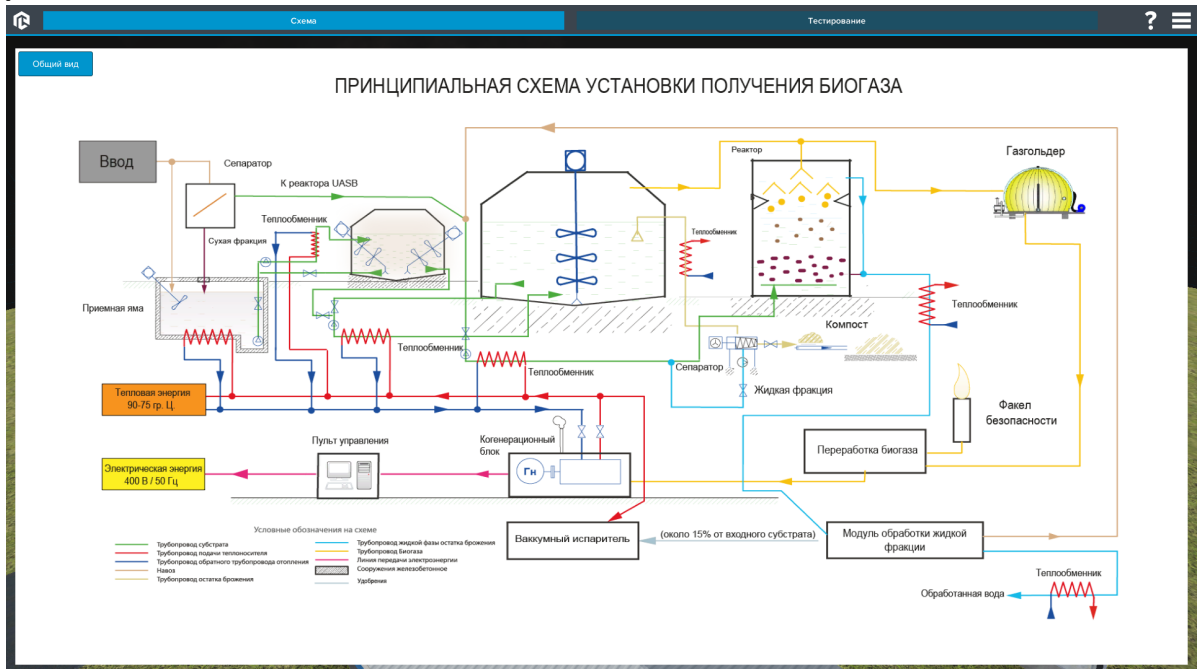 Схема
Тестирование
?
Общий вид
ПРИНЦИПИАЛЬНАЯ СХЕМА УСТАНОВКИ ПОЛУЧЕНИЯ БИОГАЗА
Ввод
Сепаратор
К реактора UASB
Реактор
Газгольдер
Теплообменник
Сухая фракция
Теплообменник
Приемная яма
Теплообменник
Теплообменник
Компост
Сепаратор
Теплообменник
Жидкая фракция
Тепловая энергия
90-75 гр. Ц.
Факел
безопасности
Пульт управления
Когенерационный
блок
Переработка биогаза
Гн
Электрическая энергия
400 В / 50 Гц
Условные обозначения на схеме
Трубопровод субстрата
Трубопровод подачи теплоносителя
Трубопровод обратного трубопровода отопления
Навоз
Трубопровод остатка брожения
Трубопровод жидкой фазы остатка брожения
Трубопровод Биогаза
Линия передачи электроэнергии
Сооружения железобетонное
Удобрения
Ваккумный испаритель
(около 15% от входного субстрата)
Модуль обработки жидкой
фракции
Теплообменник
Обработанная вода